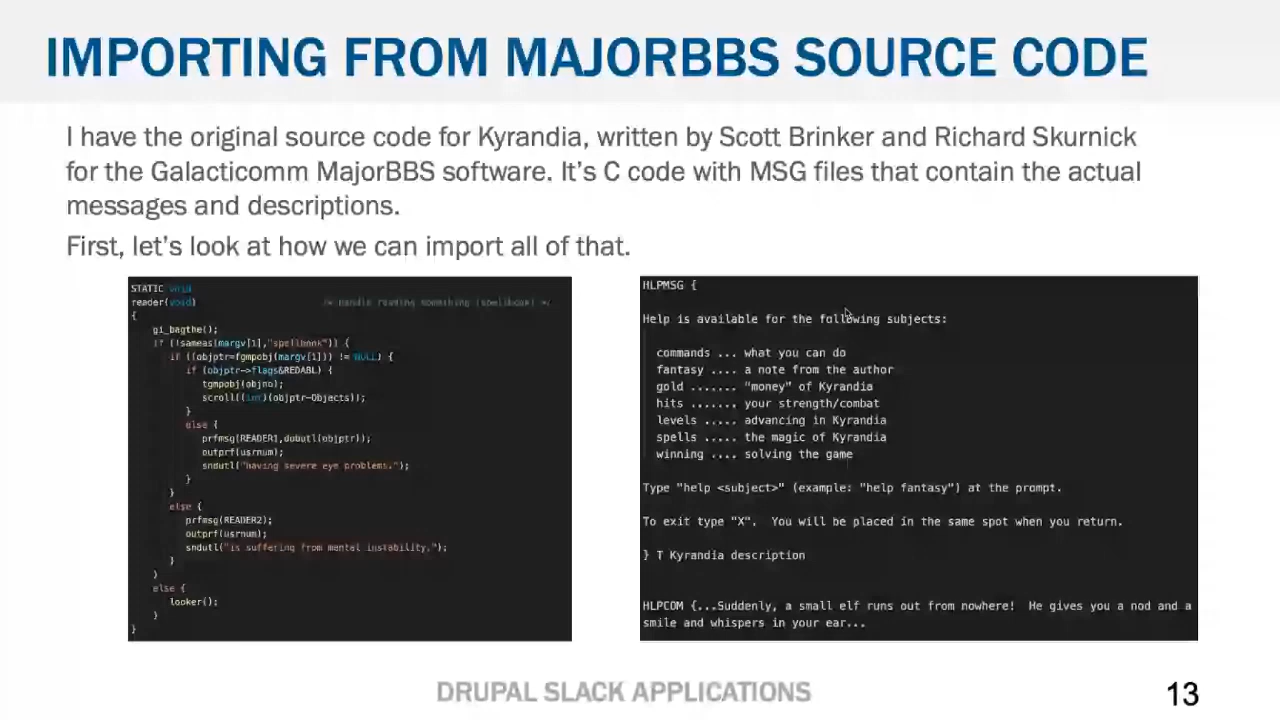 IMPORTING FROM MAJORBBS SOURCE CODE
I have the original source code for Kyrandia, written by Scott Brinker and Richard Skurnick
for the Galacticomm MajorBBS software. It's C code with MSG files that contain the actual
messages and descriptions.
First, let's look at how we can import all of that.
STATIC void
reader(void) /* handle reading something (spellbook) */
{
gi_bagthe();
if (!sameas(margv[1],"spellbook")) {
if ((objptr=fgmpobj(margv[1])) != NULL) {
if (objptr->flags&REDABL) {
tgmpobj(objno);
scroll((int)(objptr-Objects));
}
else {
prfmsg(READER1,dobutl(objptr));
outprf(usrnum);
sndutl("having severe eye problems.");
}
}
else {
prfmsg(READER2);
outprf(usrnum);
sndutl("is suffering from mental instability.");
}
}
else {
looker();
}
}
HLPMSG {
Help is available for the following subjects:
commands ... what you can do
fantasy .... a note from the author
gold ....... "money" of Kyrandia
hits ....... your strength/combat
levels ..... advancing in Kyrandia
spells ..... the magic of Kyrandia
winning .... solving the game
Type "help <subject>" (example: "help fantasy") at the prompt.
To exit type "X". You will be placed in the same spot when you return.
} T Kyrandia description
HLPCOM {...Suddenly, a small elf runs out from nowhere! He gives you a nod and a
smile and whispers in your ear...
DRUPAL SLACK APPLICATIONS
13